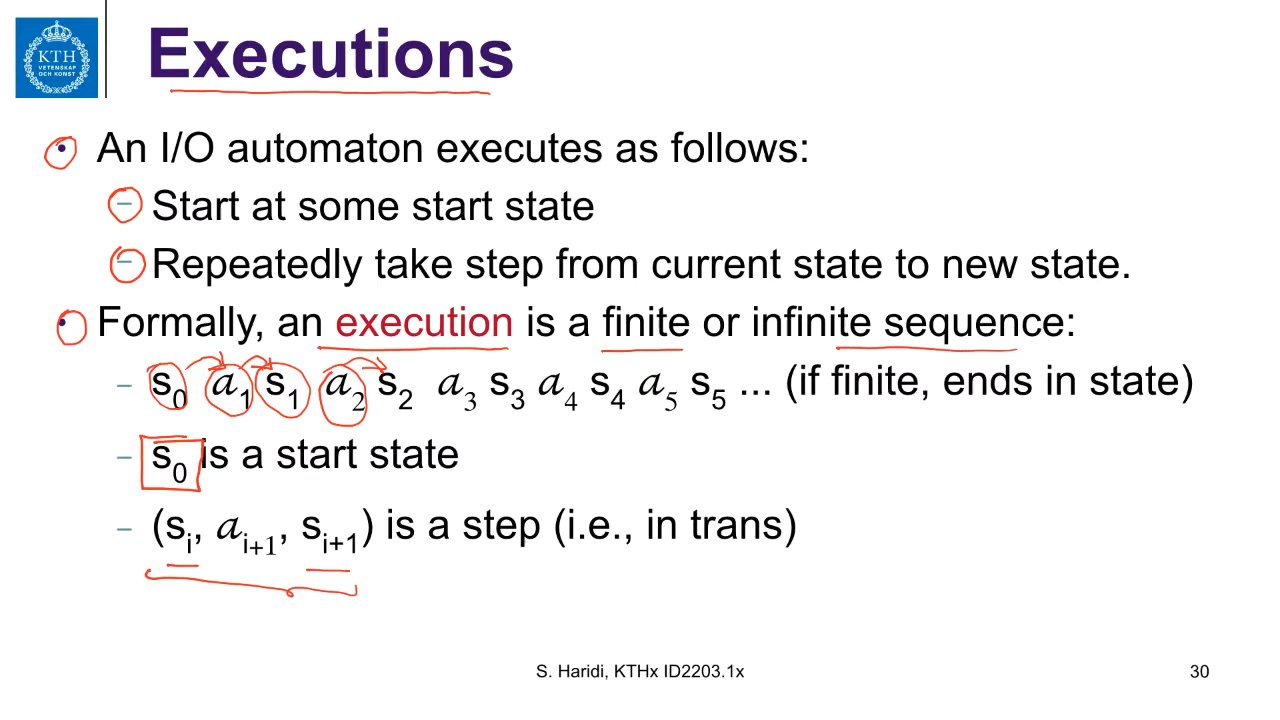 KTH
VETENSKAP
OCH KONST
Executions
• An I/O automaton executes as follows:
– Start at some start state
– Repeatedly take step from current state to new state.
• Formally, an execution is a finite or infinite sequence:
– s₀ a₁ s₁ a₂ s₂ a₃ s₃ a₄ s₄ a₅ s₅ ... (if finite, ends in state)
– s₀ is a start state
– (sᵢ, aᵢ₊₁, sᵢ₊₁) is a step (i.e., in trans)
S. Haridi, KTHx ID2203.1x
30